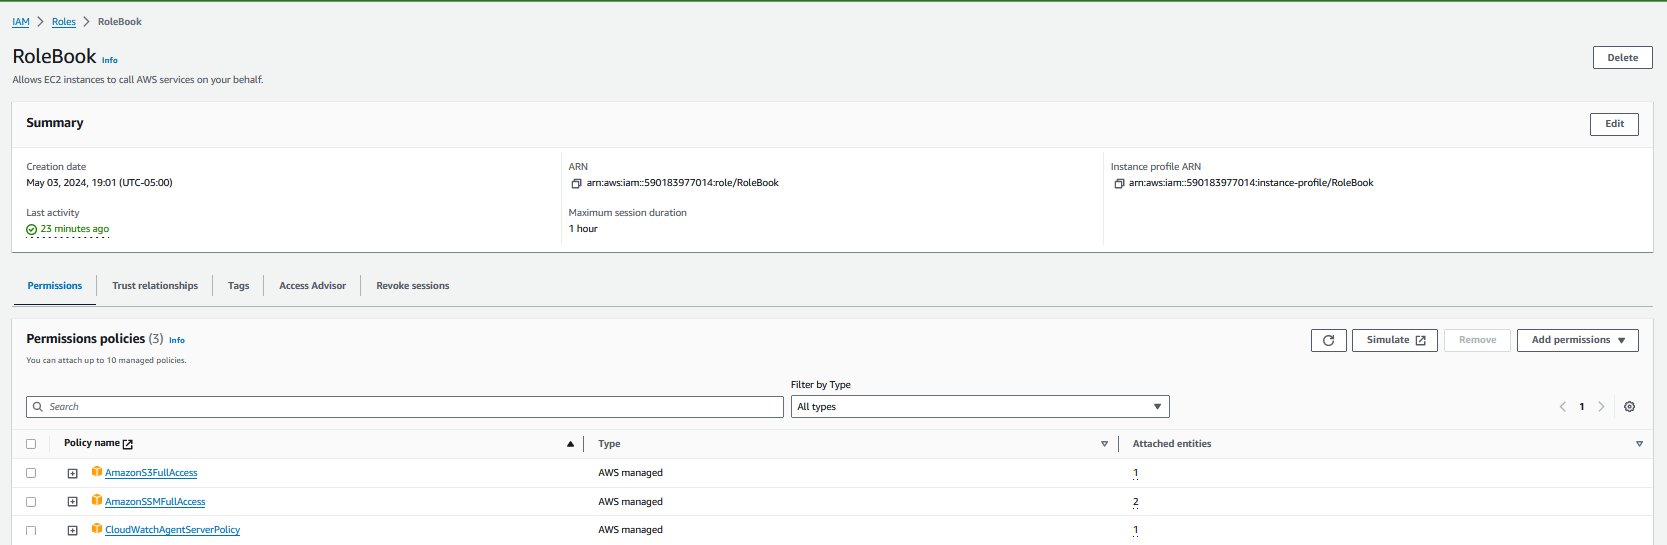 IAM > Roles > RoleBook
RoleBook Info
Delete
Allows EC2 instances to call AWS services on your behalf.
Summary
Edit
Creation date
May 03, 2024, 19:01 (UTC-05:00)
ARN
arn:aws:iam::590183977014:role/RoleBook
Instance profile ARN
arn:aws:iam::590183977014:instance-profile/RoleBook
Last activity
23 minutes ago
Maximum session duration
1 hour
Permissions
Trust relationships
Tags
Access Advisor
Revoke sessions
Permissions policies (3) Info
You can attach up to 10 managed policies.
Simulate
Remove
Add permissions
Filter by Type
Search
All types
1
Policy name
Type
Attached entities
AmazonS3FullAccess
AWS managed
1
AmazonSSMFullAccess
AWS managed
2
CloudWatchAgentServerPolicy
AWS managed
1